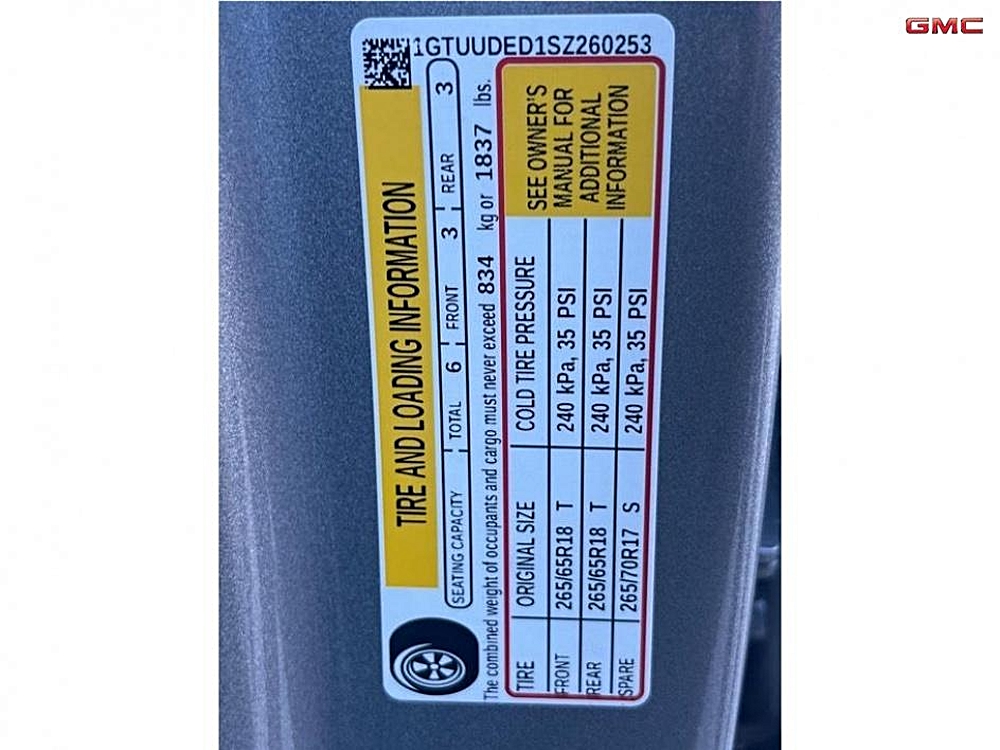 GMC
1GTUUDED1SZ260253
TIRE AND LOADING INFORMATION
SEATING CAPACITY TOTAL 6 FRONT 3 REAR 3
The combined weight of occupants and cargo must never exceed 834 kg or 1837 lbs.
TIRE ORIGINAL SIZE COLD TIRE PRESSURE
FRONT 265/65R18 T 240 kPa, 35 PSI
REAR 265/65R18 T 240 kPa, 35 PSI
SPARE 265/70R17 S 240 kPa, 35 PSI
SEE OWNER'S
MANUAL FOR
ADDITIONAL
INFORMATION